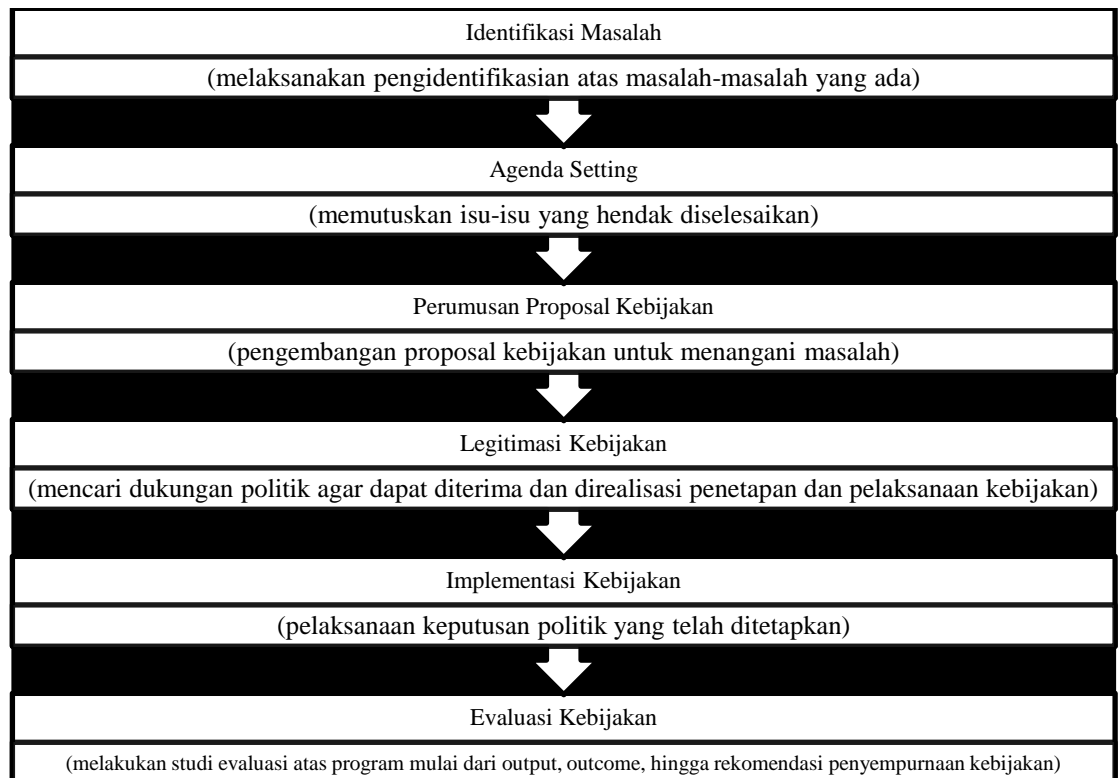 Identifikasi Masalah
(melaksanakan pengidentifikasian atas masalah-masalah yang ada)
Agenda Setting
(memutuskan isu-isu yang hendak diselesaikan)
Perumusan Proposal Kebijakan
(pengembangan proposal kebijakan untuk menangani masalah)
Legitimasi Kebijakan
(mencari dukungan politik agar dapat diterima dan direalisasi penetapan dan pelaksanaan kebijakan)
Implementasi Kebijakan
(pelaksanaan keputusan politik yang telah ditetapkan)
Evaluasi Kebijakan
(melakukan studi evaluasi atas program mulai dari output, outcome, hingga rekomendasi penyempurnaan kebijakan)